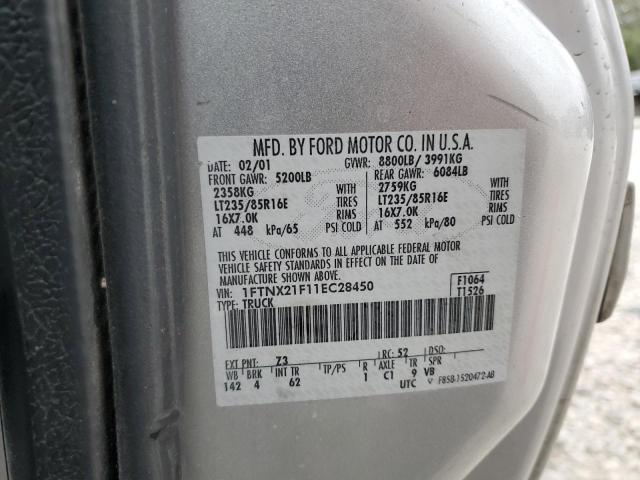 MFD. BY FORD MOTOR CO. IN U.S.A.
DATE: 02/01 GVWR: 8800LB/ 3991KG
FRONT GAWR: 5200LB REAR GAWR: 6084LB
2358KG WITH 2759KG WITH
LT235/85R16E TIRES LT235/85R16E TIRES
16X7.0K RIMS 16X7.0K RIMS
AT 448 kPa/65 PSI COLD AT 552 kPa/80 PSI COLD
THIS VEHICLE CONFORMS TO ALL APPLICABLE FEDERAL MOTOR
VEHICLE SAFETY STANDARDS IN EFFECT ON THE DATE OF
MANUFACTURE SHOWN ABOVE.
VIN: 1FTNX21F11EC28450 F1064
TYPE: TRUCK T1526
EXT PNT: Z3 RC: 52 DSO:
WB BRK INT TR TP/PS R AXLE TR SPR
142 4 62 1 C1 9 VB
UTC F85B-1520472-AB